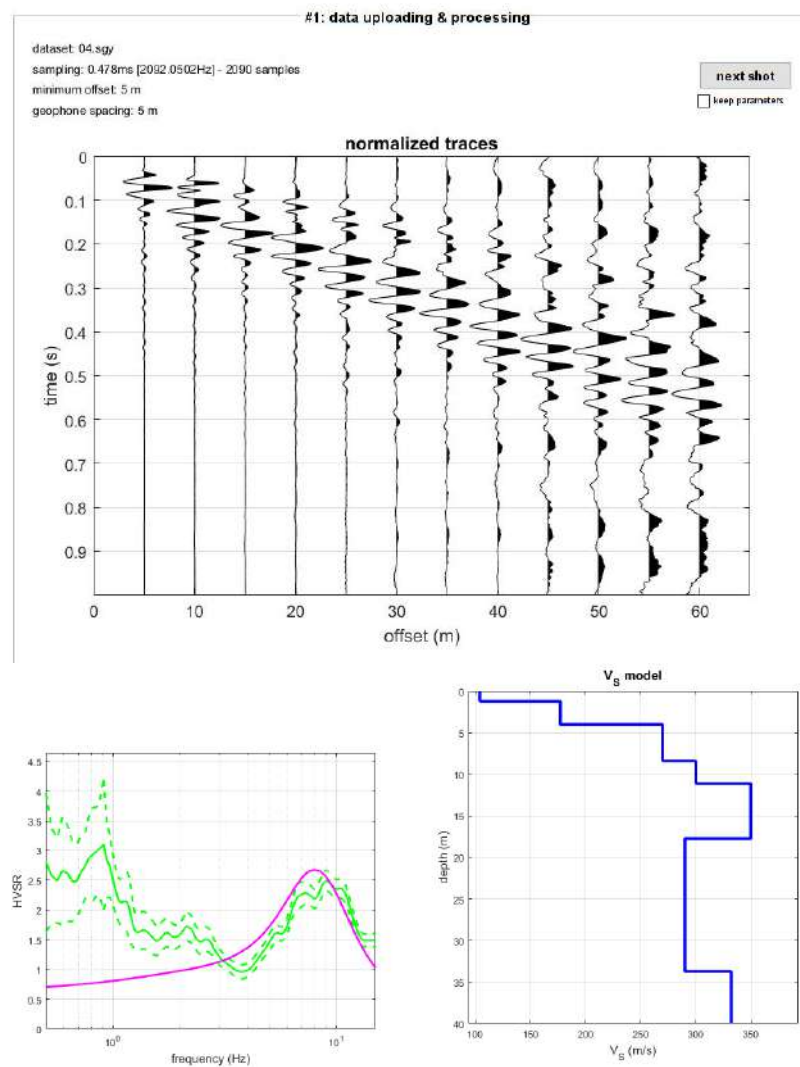 #1: data uploading & processing
dataset: 04.sgy
sampling: 0.478ms [2092.0502Hz] - 2090 samples
minimum offset: 5 m
geophone spacing: 5 m
next shot
keep parameters
normalized traces
0
0.1
0.2
0.3
0.4
0.5
0.6
0.7
0.8
0.9
time (s)
0 10 20 30 40 50 60
offset (m)
V_S model
0
5
10
15
20
25
30
35
40
depth (m)
100 150 200 250 300 350
V_S (m/s)
4.5
4
3.5
3
2.5
2
1.5
1
0.5
0
HVSR
10^0 10^1
frequency (Hz)